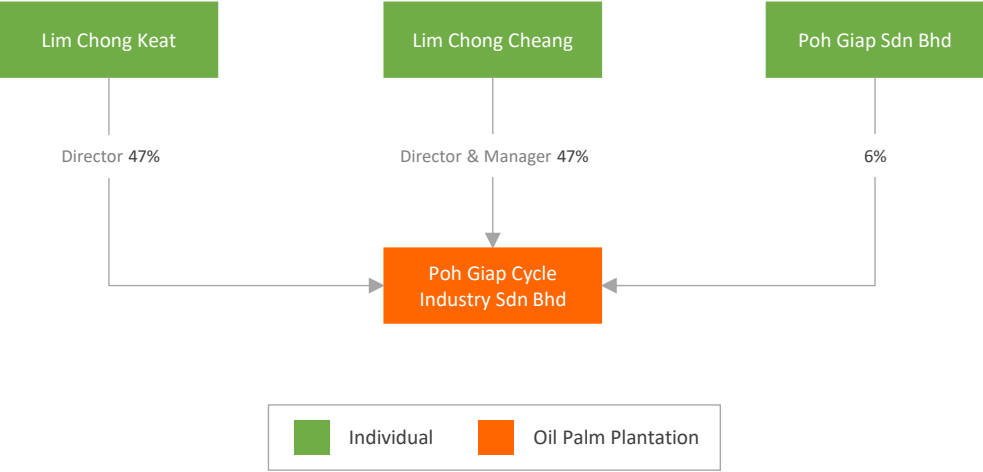 Lim Chong Keat
Lim Chong Cheang
Poh Giap Sdn Bhd
Director 47%
Director & Manager 47%
6%
Poh Giap Cycle
Industry Sdn Bhd
Individual
Oil Palm Plantation